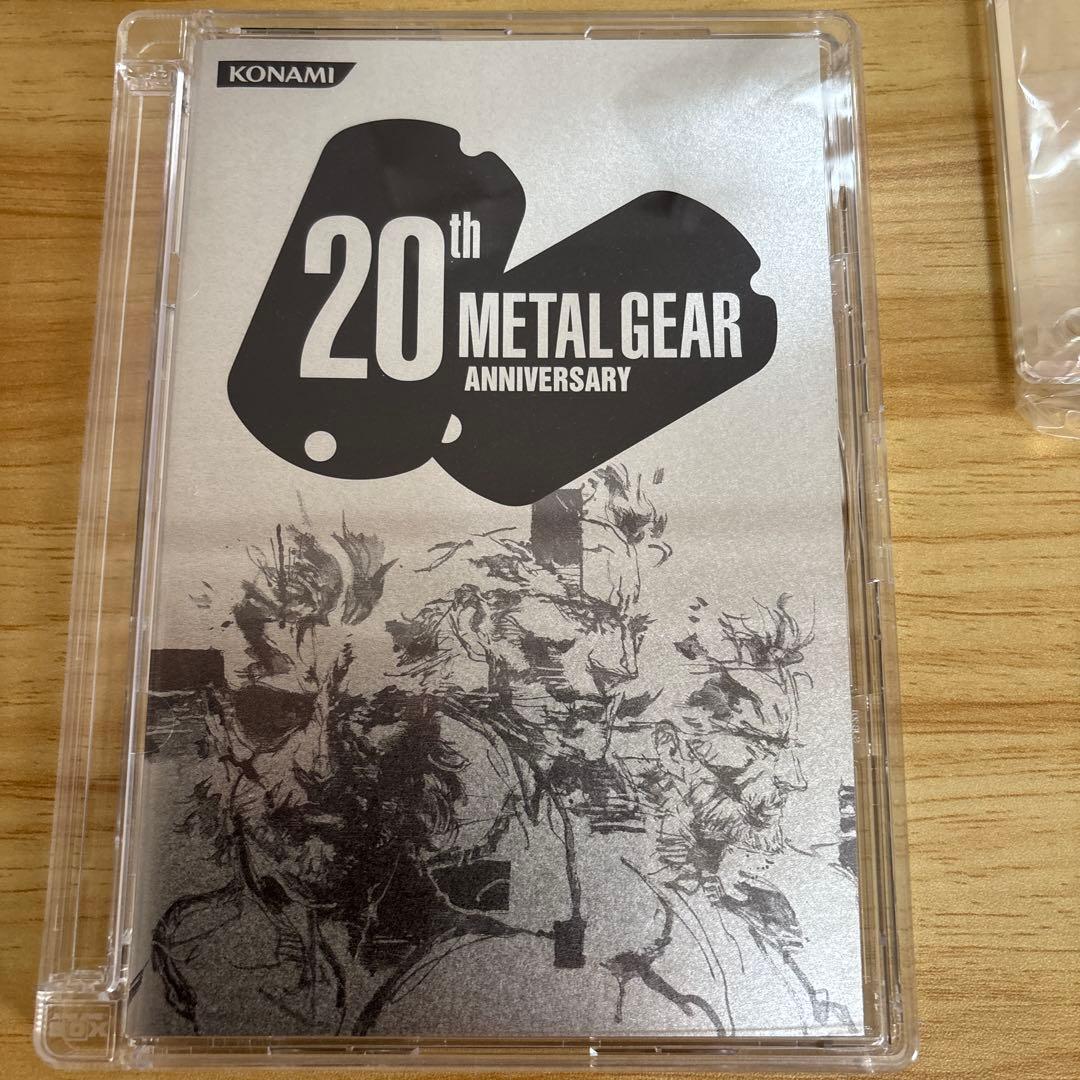 KONAMI
20th
METAL GEAR
ANNIVERSARY